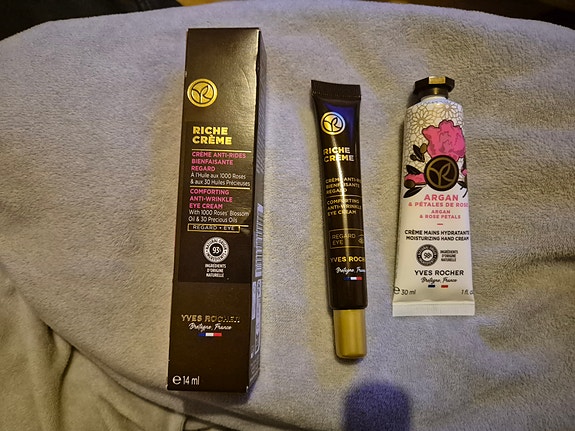 RICHE
CRÈME
CRÈME ANTI-RIDES
BIENFAISANTE
REGARD
À l'Huile aux 1000 Roses
& aux 30 Huiles Précieuses
COMFORTING
ANTI-WRINKLE
EYE CREAM
With 1000 Roses' Blossom
Oil & 30 Precious Oils
REGARD • EYE
93%
INGRÉDIENTS
D'ORIGINE
NATURELLE
YVES ROCHER
Bretagne, France
e 14 ml
RICHE
CRÈME
CRÈME ANTI-RIDES
BIENFAISANTE
REGARD
COMFORTING
ANTI-WRINKLE
EYE CREAM
REGARD
EYE
YVES ROCHER
Bretagne, France
ARGAN
& PÉTALES DE ROSE
ARGAN
& ROSE PETALS
CRÈME MAINS HYDRATANTE
MOISTURIZING HAND CREAM
INGRÉDIENTS
D'ORIGINE
NATURELLE
YVES ROCHER
Bretagne, France
e 30 ml